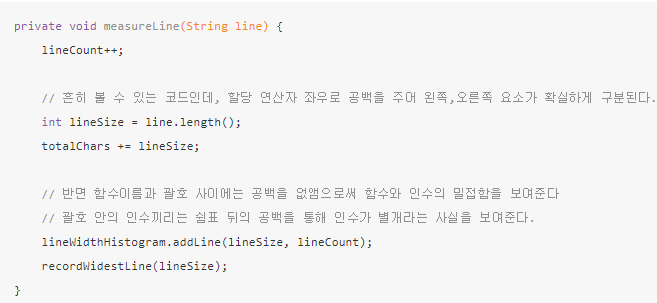 private void measureLine(String line) {
    lineCount++;

    // 흔히 볼 수 있는 코드인데, 할당 연산자 좌우로 공백을 주어 왼쪽,오른쪽 요소가 확실하게 구분된다.
    int lineSize = line.length();
    totalChars += lineSize;

    // 반면 함수이름과 괄호 사이에는 공백을 없앰으로써 함수와 인수의 밀접함을 보여준다
    // 괄호 안의 인수끼리는 쉼표 뒤의 공백을 통해 인수가 별개라는 사실을 보여준다.
    lineWidthHistogram.addLine(lineSize, lineCount);
    recordWidestLine(lineSize);
}